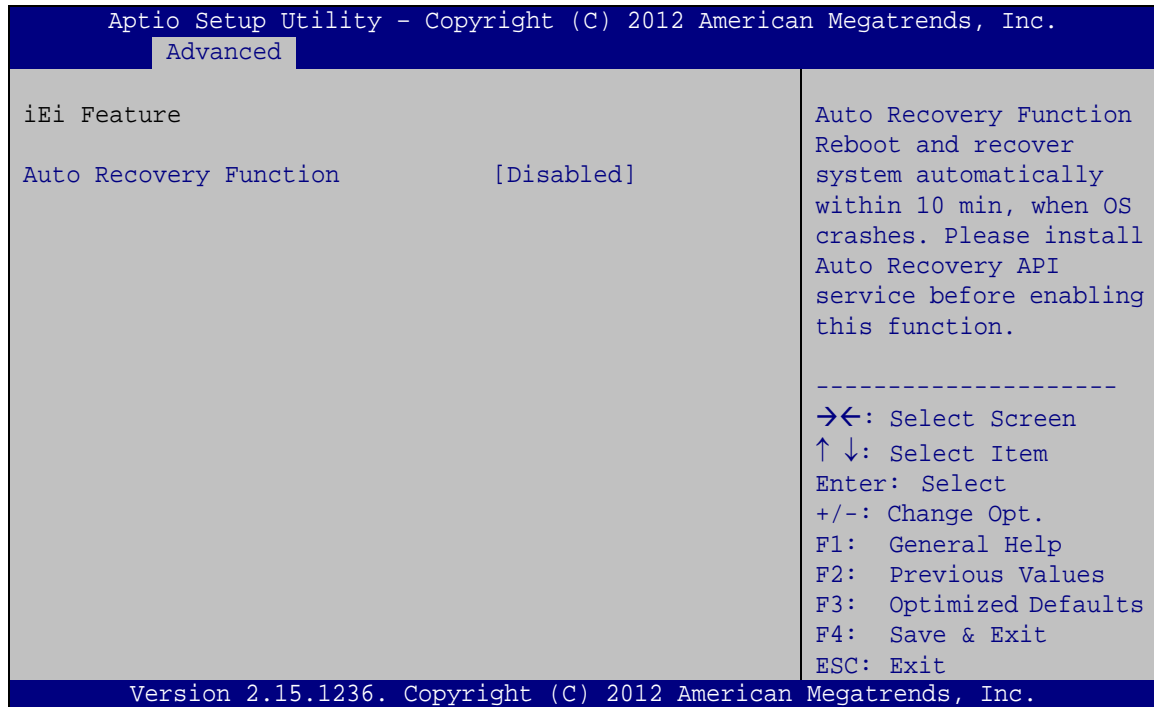 Aptio Setup Utility – Copyright (C) 2012 American Megatrends, Inc.
Advanced
iEi Feature
Auto Recovery Function [Disabled]
Auto Recovery Function
Reboot and recover
system automatically
within 10 min, when OS
crashes. Please install
Auto Recovery API
service before enabling
this function.
---------------------
→←: Select Screen
↑ ↓: Select Item
Enter: Select
+/-: Change Opt.
F1: General Help
F2: Previous Values
F3: Optimized Defaults
F4: Save & Exit
ESC: Exit
Version 2.15.1236. Copyright (C) 2012 American Megatrends, Inc.